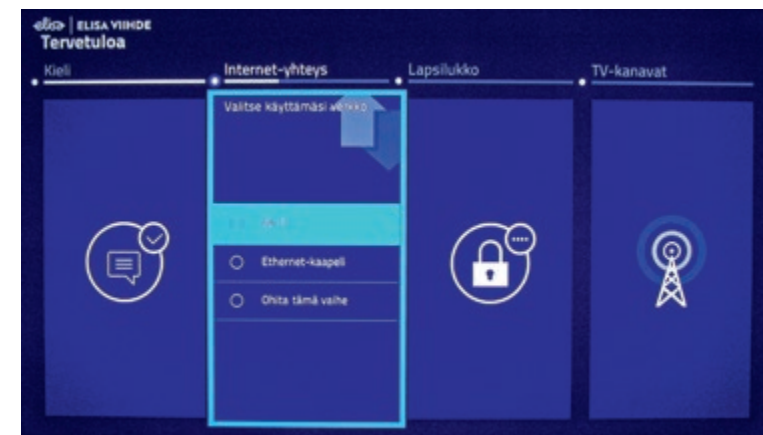 elisa | ELISA VIIHDE
Tervetuloa
Kieli
Internet-yhteys
Lapsilukko
TV-kanavat
Valitse käyttämäsi verkko
Ethernet-kaapeli
Ohita tämä vaihe